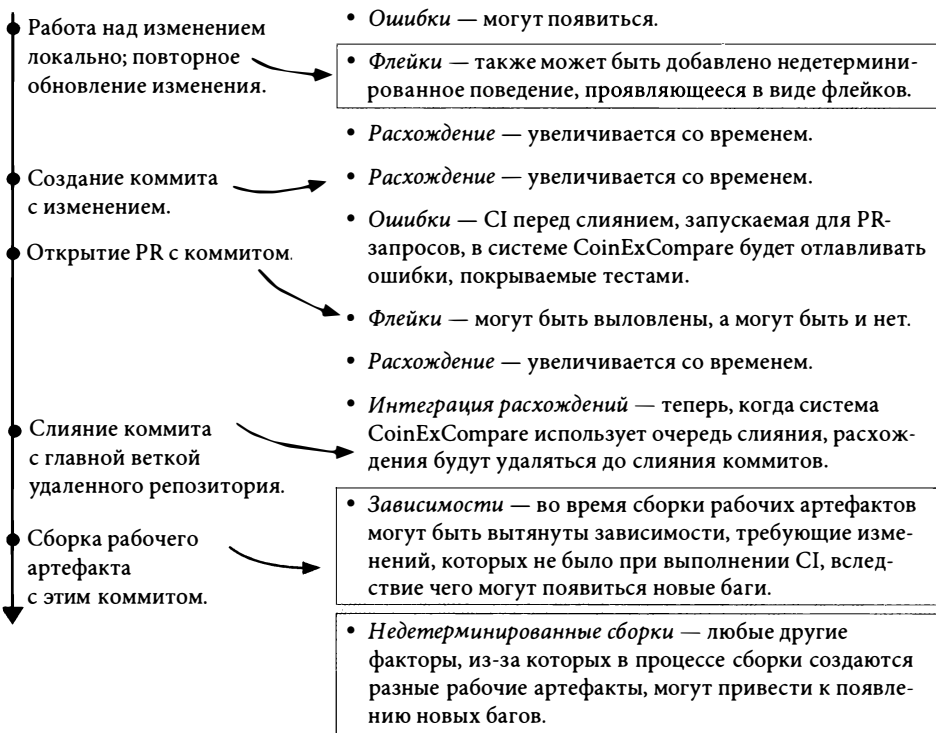 Работа над изменением
локально; повторное
обновление изменения.
• Ошибки — могут появиться.
• Флейки — также может быть добавлено недетермини-
рованное поведение, проявляющееся в виде флейков.
• Расхождение — увеличивается со временем.
Создание коммита
с изменением.
• Расхождение — увеличивается со временем.
Открытие PR с коммитом.
• Ошибки — CI перед слиянием, запускаемая для PR-
запросов, в системе CoinExCompare будет отлавливать
ошибки, покрываемые тестами.
• Флейки — могут быть выловлены, а могут быть и нет.
• Расхождение — увеличивается со временем.
Слияние коммита
с главной веткой
удаленного репозитория.
• Интеграция расхождений — теперь, когда система
CoinExCompare использует очередь слияния, расхож-
дения будут удаляться до слияния коммитов.
Сборка рабочего
артефакта
с этим коммитом.
• Зависимости — во время сборки рабочих артефактов
могут быть вытянуты зависимости, требующие изме-
нений, которых не было при выполнении CI, вслед-
ствие чего могут появиться новые баги.
• Недетерминированные сборки — любые другие
факторы, из-за которых в процессе сборки создаются
разные рабочие артефакты, могут привести к появле-
нию новых багов.